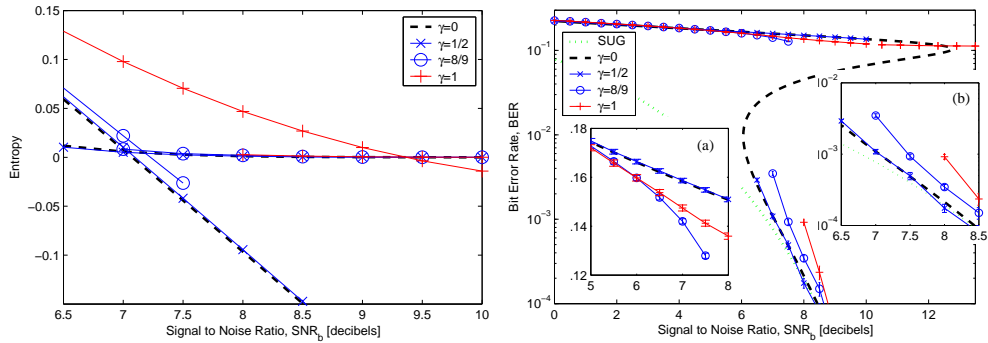 0.15
0.1
0.05
0
-0.05
-0.1
Entropy
6.5 7 7.5 8 8.5 9 9.5 10
Signal to Noise Ratio, SNR_b [decibels]
γ=0
γ=1/2
γ=8/9
γ=1
10^-1
10^-2
10^-3
10^-4
Bit Error Rate, BER
0 2 4 6 8 10 12
Signal to Noise Ratio, SNR_b [decibels]
SUG
γ=0
γ=1/2
γ=8/9
γ=1
(a)
.18
.16
.14
.12
5 6 7 8
(b)
10^-2
10^-3
10^-4
6.5 7 7.5 8 8.5